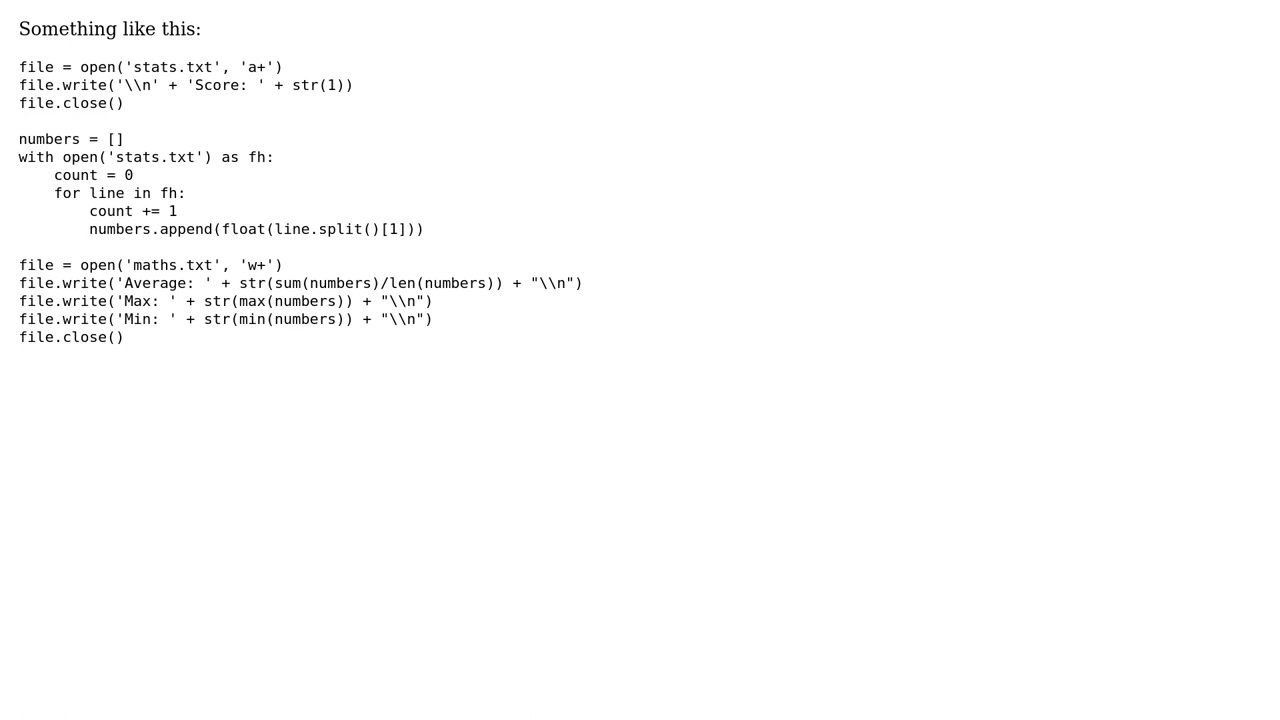 Something like this:
file = open('stats.txt', 'a+')
file.write('\\n' + 'Score: ' + str(1))
file.close()

numbers = []
with open('stats.txt') as fh:
    count = 0
    for line in fh:
        count += 1
        numbers.append(float(line.split()[1]))

file = open('maths.txt', 'w+')
file.write('Average: ' + str(sum(numbers)/len(numbers)) + "\\n")
file.write('Max: ' + str(max(numbers)) + "\\n")
file.write('Min: ' + str(min(numbers)) + "\\n")
file.close()